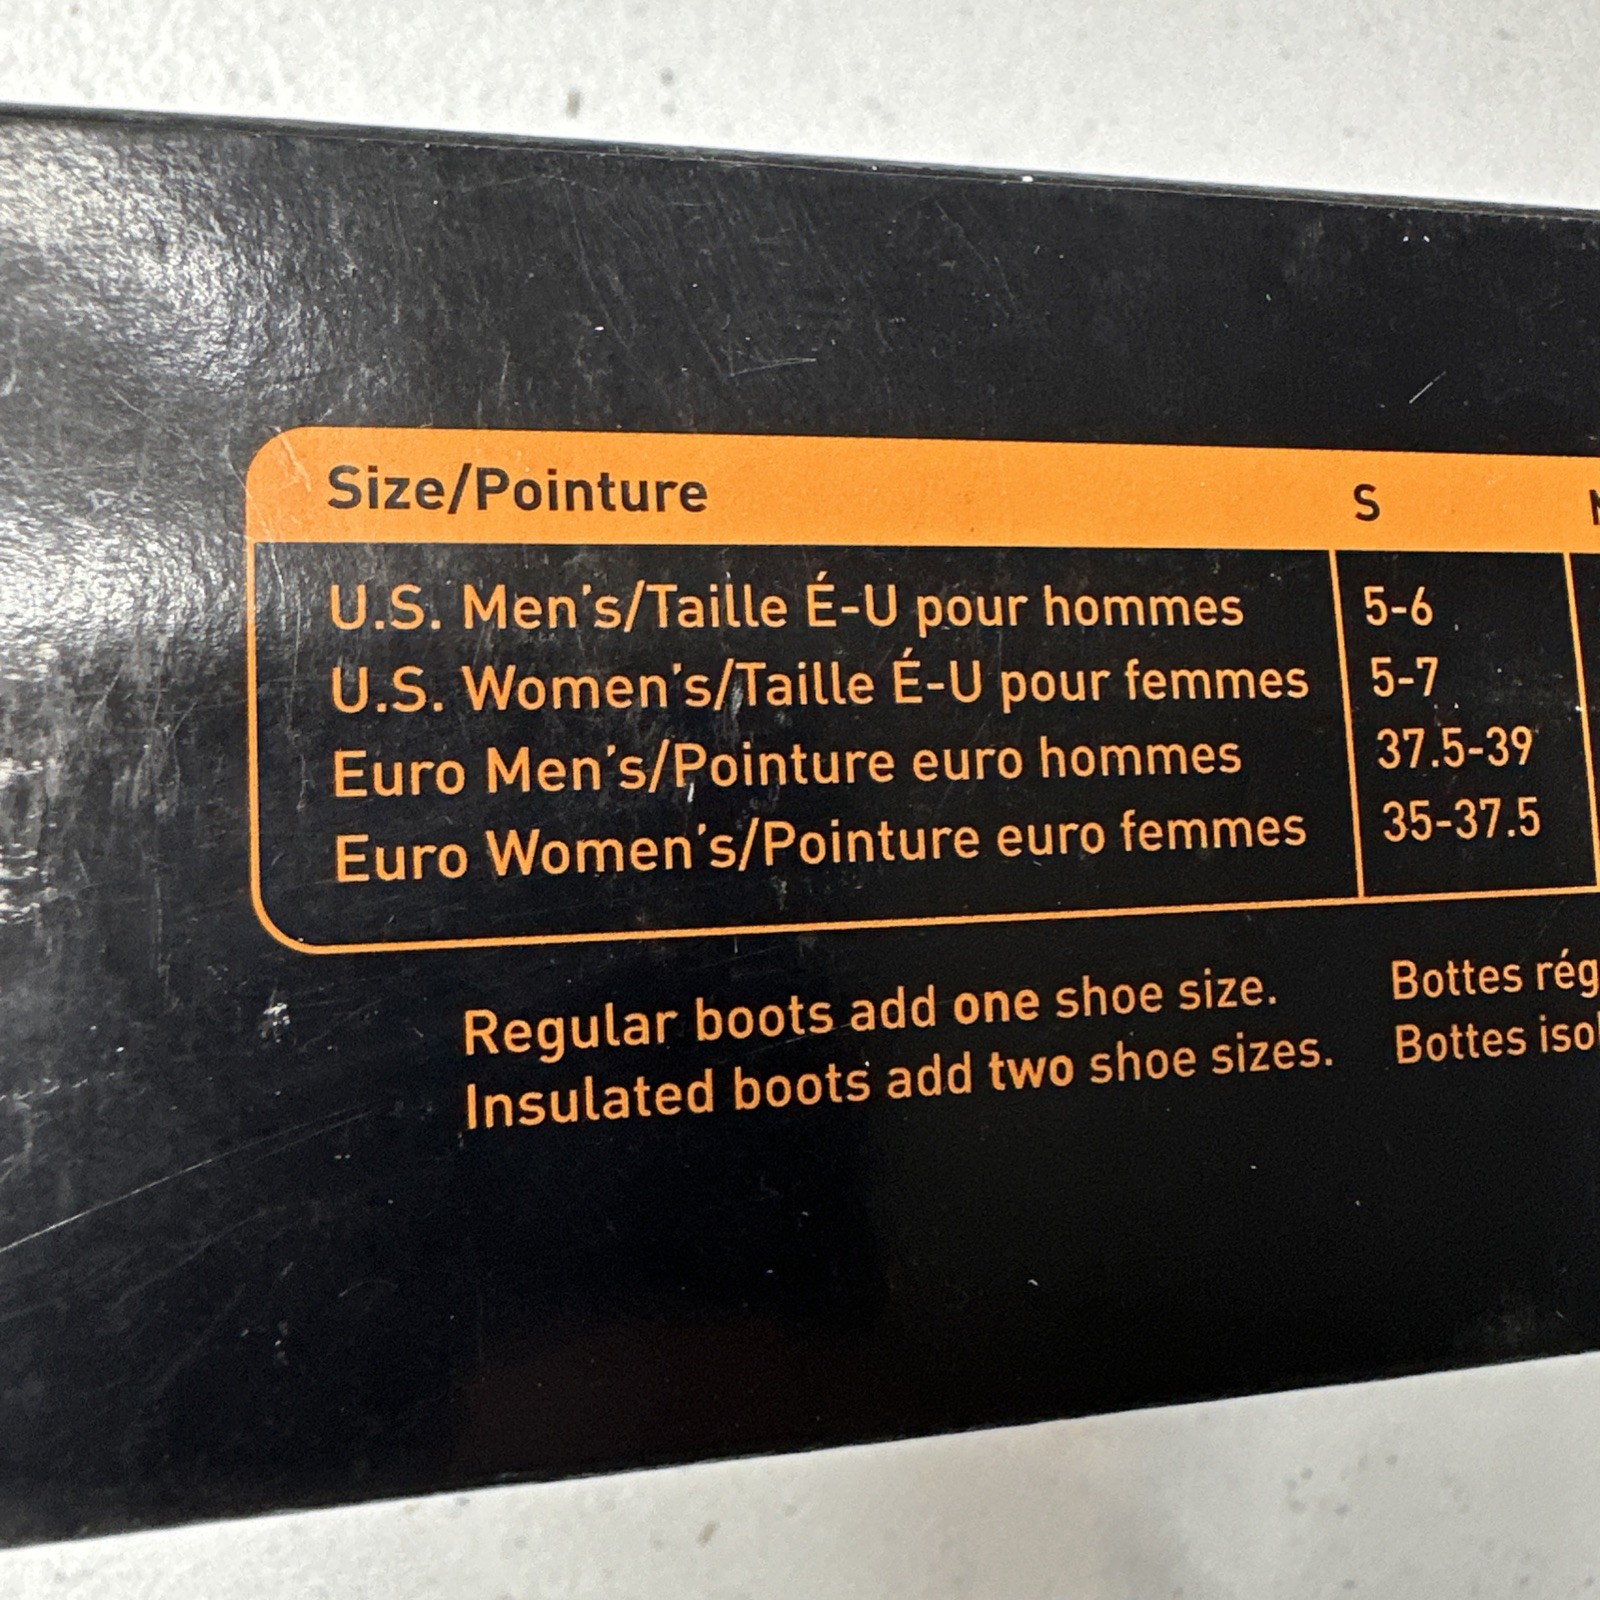 Size/Pointure S
U.S. Men's/Taille É-U pour hommes 5-6
U.S. Women's/Taille É-U pour femmes 5-7
Euro Men's/Pointure euro hommes 37.5-39
Euro Women's/Pointure euro femmes 35-37.5
Regular boots add one shoe size.
Insulated boots add two shoe sizes.
Bottes
Bottes